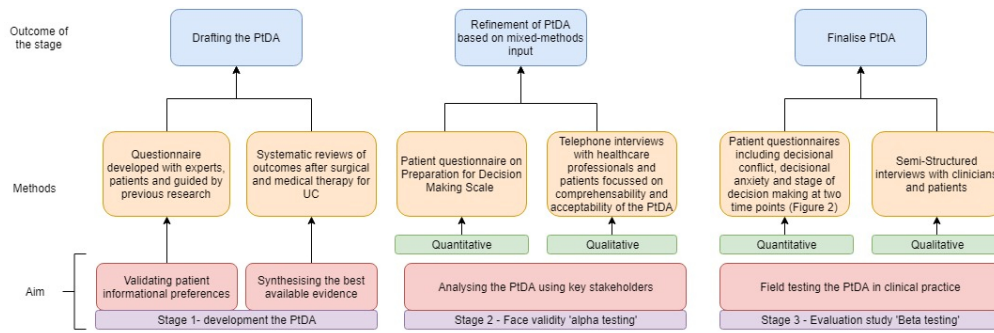 Outcome of
the stage
Drafting the PtDA
Refinement of PtDA
based on mixed-methods
input
Finalise PtDA
Methods
Questionnaire
developed with experts,
patients and guided by
previous research
Systematic reviews of
outcomes after surgical
and medical therapy for
UC
Patient questionnaire on
Preparation for Decision
Making Scale
Telephone interviews
with healthcare
professionals and
patients focussed on
comprehensability and
acceptability of the PtDA
Patient questionnaires
including decisional
conflict, decisional
anxiety and stage of
decision making at two
time points (Figure 2)
Semi-Structured
interviews with clinicians
and patients
Quantitative
Qualitative
Quantitative
Qualitative
Aim
Validating patient
informational preferences
Synthesising the best
available evidence
Analysing the PtDA using key stakeholders
Field testing the PtDA in clinical practice
Stage 1- development the PtDA
Stage 2 - Face validity 'alpha testing'
Stage 3 - Evaluation study 'Beta testing'